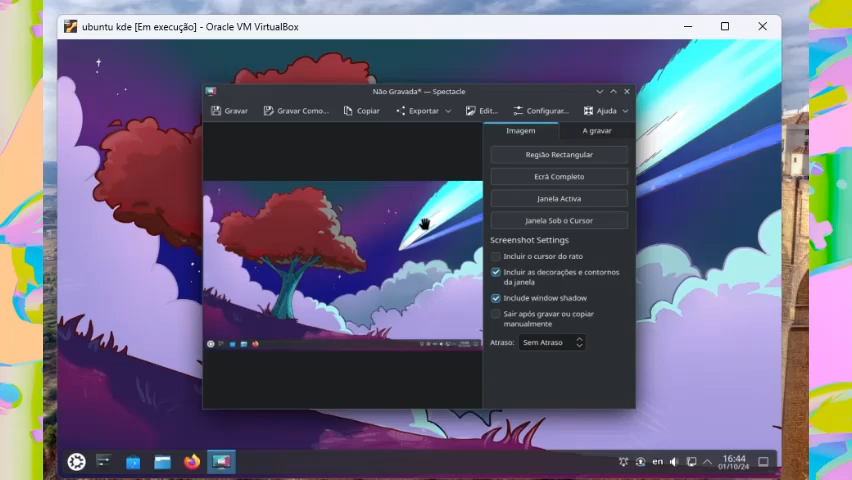 ubuntu kde [Em execução] - Oracle VM VirtualBox
Não Gravada* — Spectacle
Gravar Gravar Como... Copiar Exportar Edit... Configurar... Ajuda
Imagem A gravar
Região Rectangular
Ecrã Completo
Janela Activa
Janela Sob o Cursor
Screenshot Settings
Incluir o cursor do rato
Incluir as decorações e contornos
da janela
Include window shadow
Sair após gravar ou copiar
manualmente
Atraso: Sem Atraso
en 16:44
01/10/24